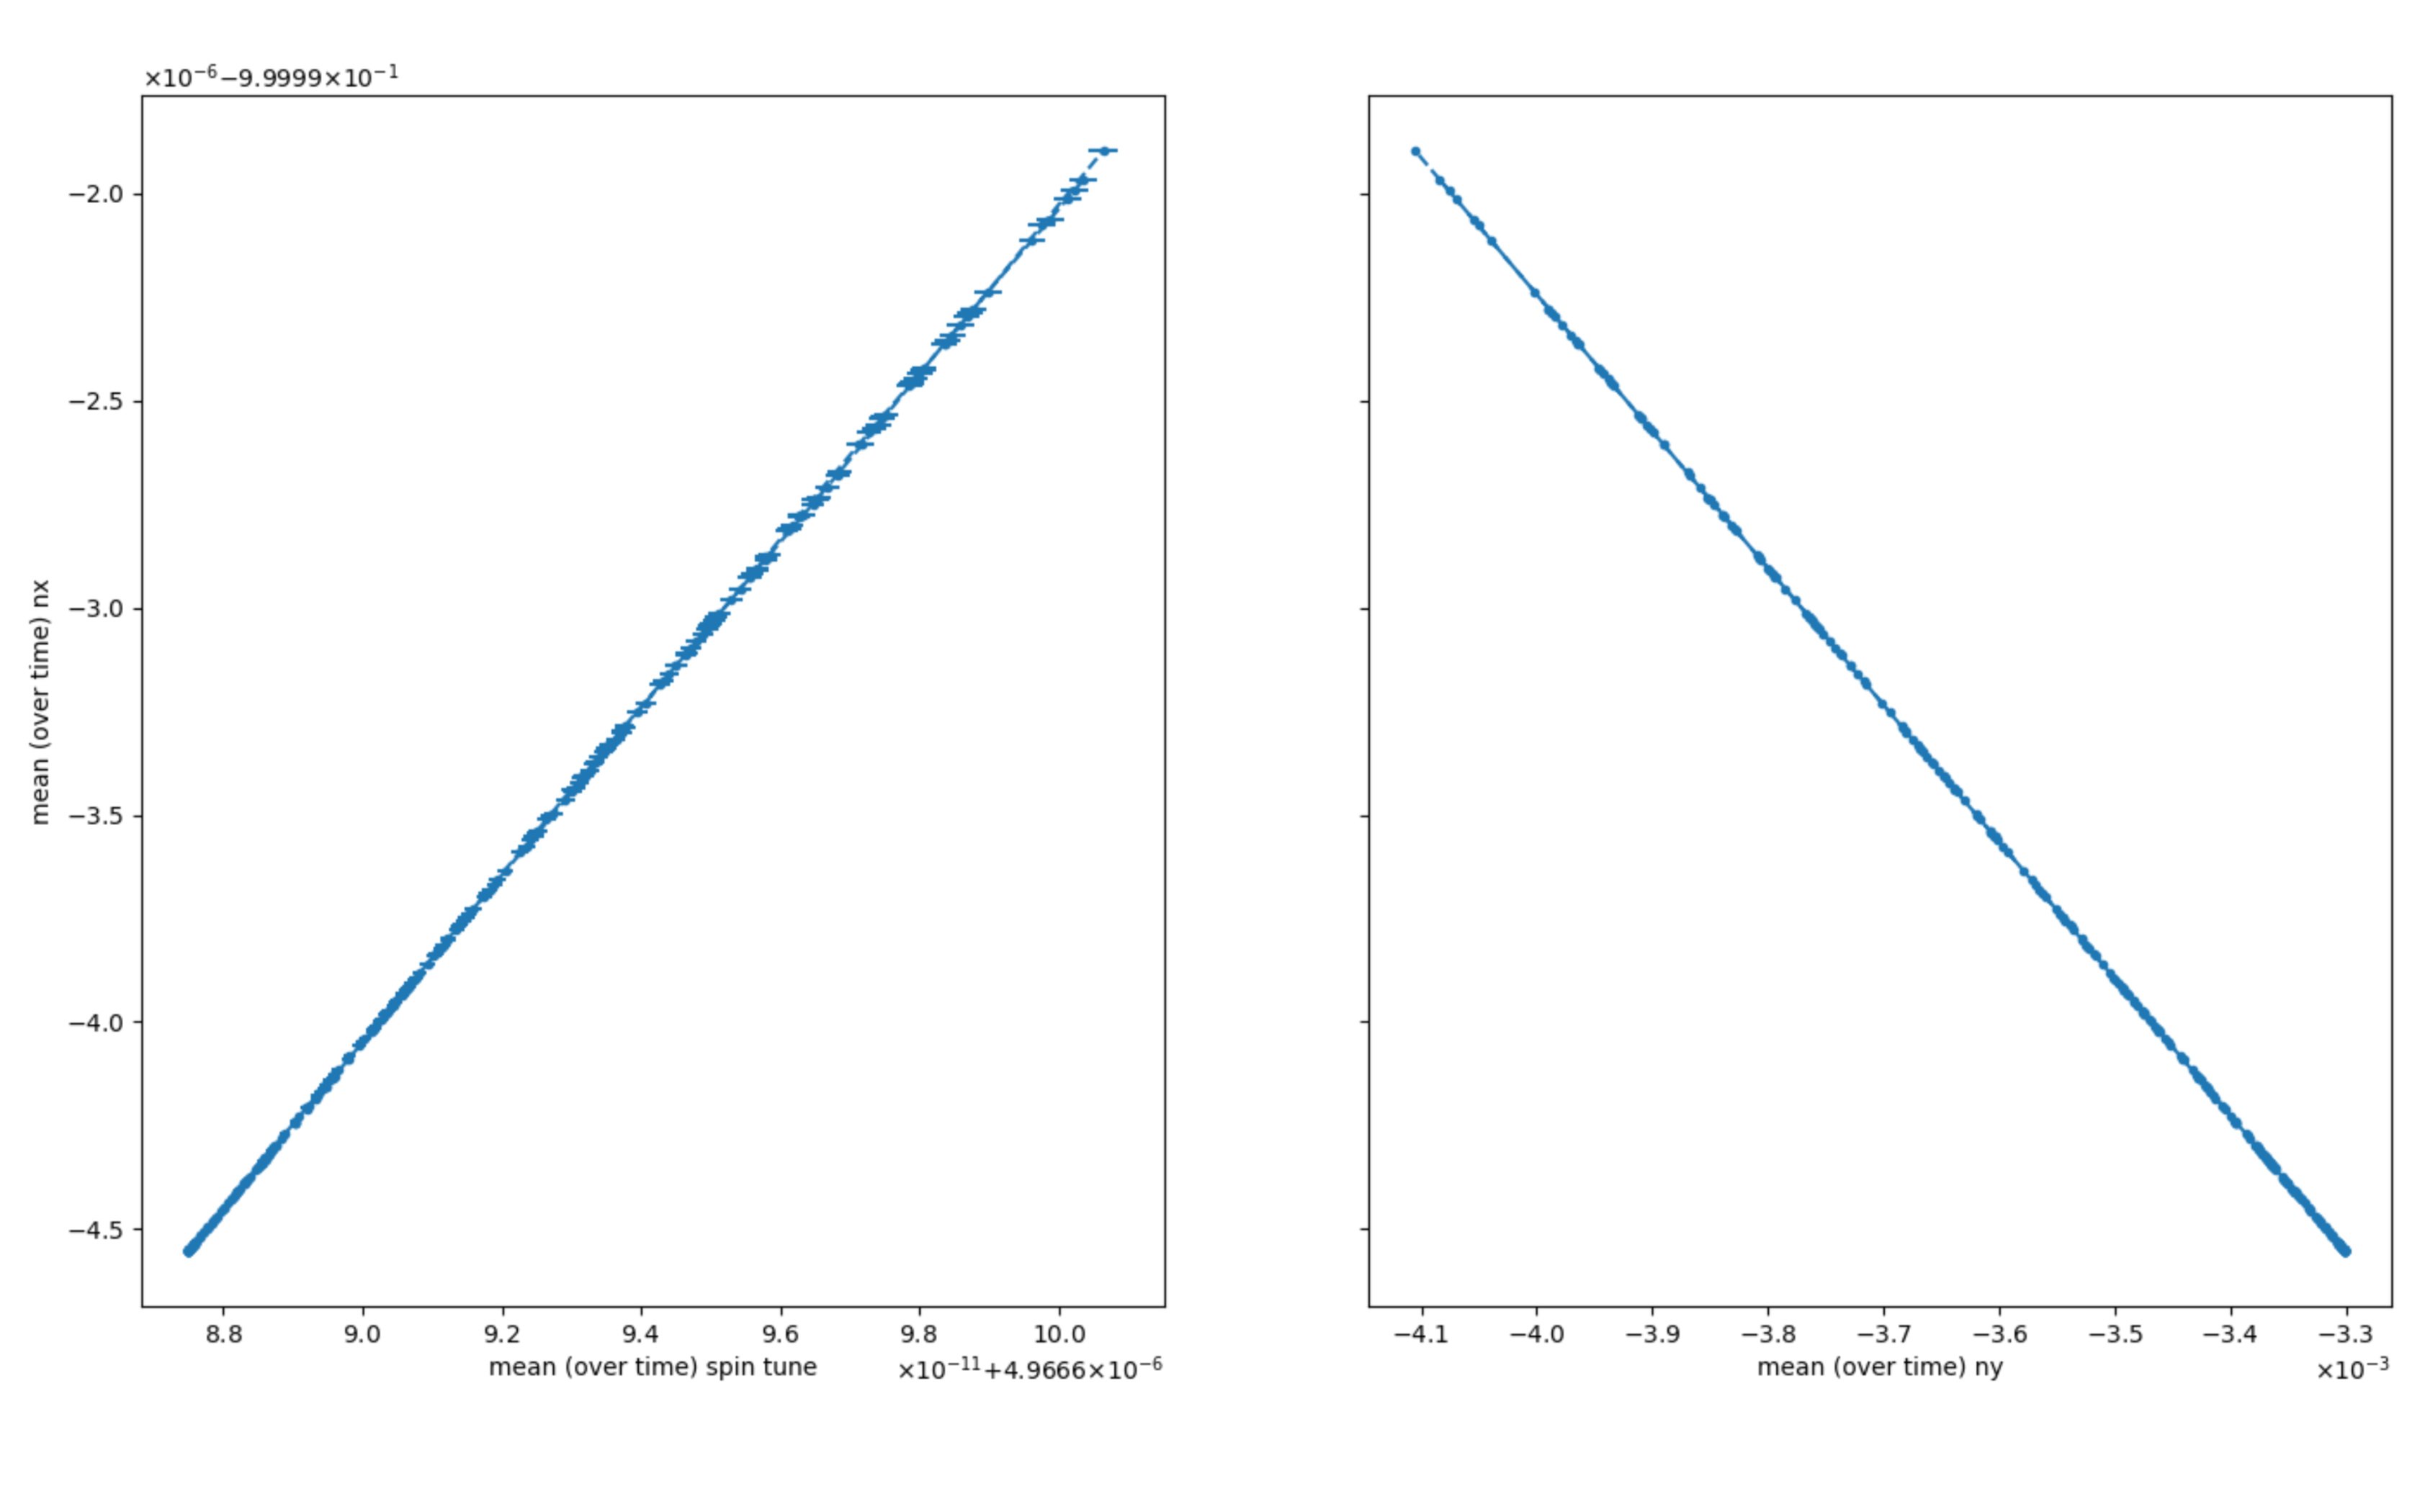 ×10⁻⁶−9.9999×10⁻¹
mean (over time) nx
−2.0
−2.5
−3.0
−3.5
−4.0
−4.5
8.8 9.0 9.2 9.4 9.6 9.8 10.0
mean (over time) spin tune ×10⁻¹¹+4.9666×10⁻⁶
−4.1 −4.0 −3.9 −3.8 −3.7 −3.6 −3.5 −3.4 −3.3
mean (over time) ny ×10⁻³